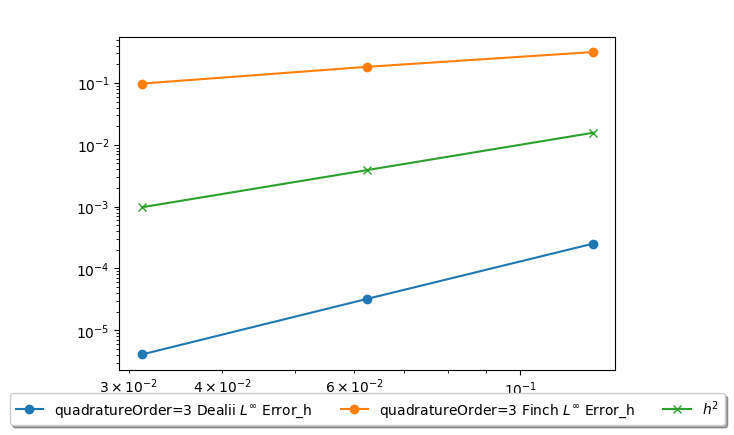 10⁻¹
10⁻²
10⁻³
10⁻⁴
10⁻⁵
3 × 10⁻² 4 × 10⁻² 6 × 10⁻² 10⁻¹
quadratureOrder=3 Dealii L^∞ Error_h quadratureOrder=3 Finch L^∞ Error_h h²